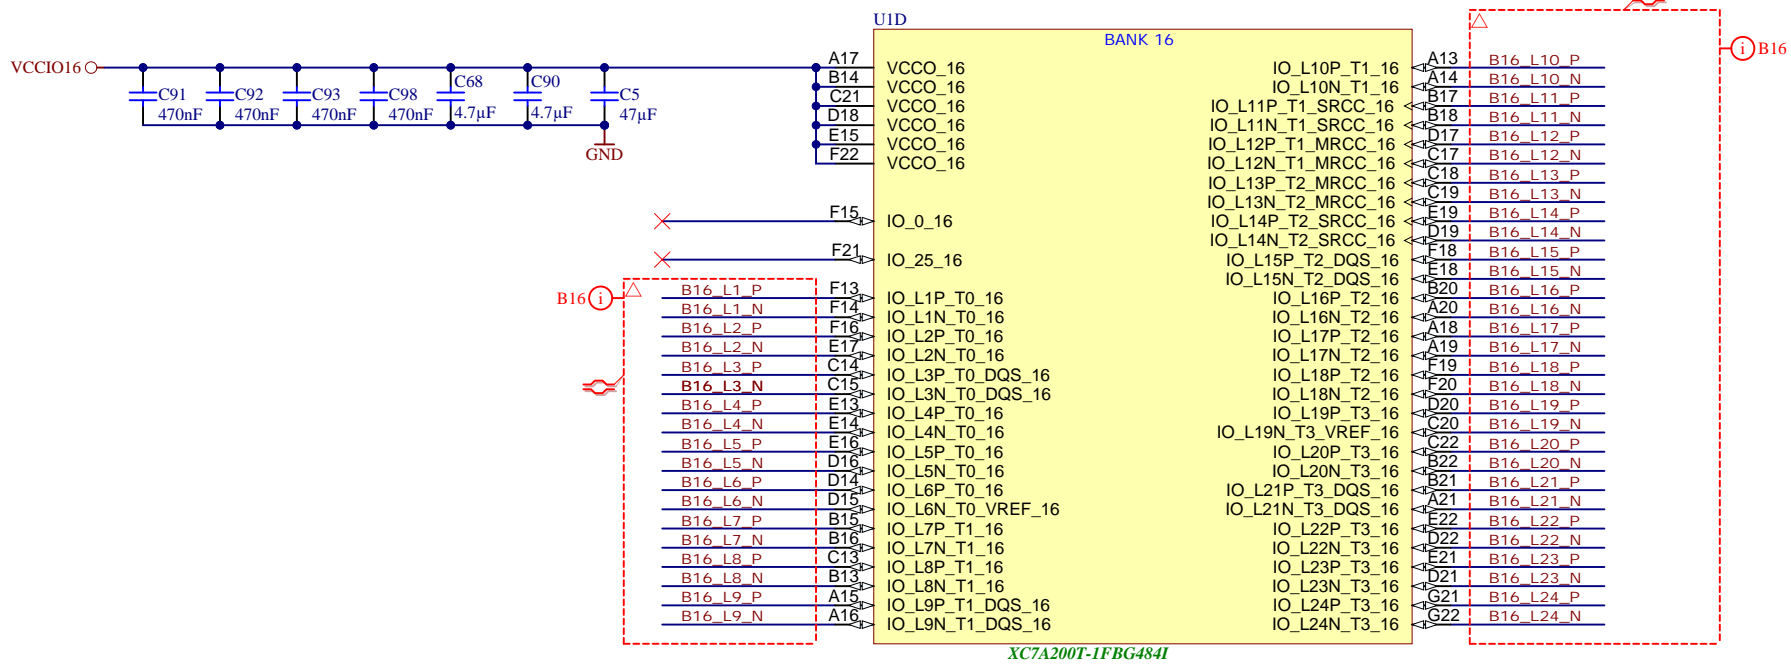 U1D
BANK 16
VCCIO16
C91
470nF
C92
470nF
C93
470nF
C98
470nF
C68
4.7µF
C90
4.7µF
C5
47µF
GND
A17 VCCO_16
B14 VCCO_16
C21 VCCO_16
D18 VCCO_16
E15 VCCO_16
F22 VCCO_16
F15 IO_0_16
F21 IO_25_16
B16 i
B16_L1_P F13 IO_L1P_T0_16
B16_L1_N F14 IO_L1N_T0_16
B16_L2_P F16 IO_L2P_T0_16
B16_L2_N E17 IO_L2N_T0_16
B16_L3_P C14 IO_L3P_T0_DQS_16
B16_L3_N C15 IO_L3N_T0_DQS_16
B16_L4_P E13 IO_L4P_T0_16
B16_L4_N E14 IO_L4N_T0_16
B16_L5_P E16 IO_L5P_T0_16
B16_L5_N D16 IO_L5N_T0_16
B16_L6_P D14 IO_L6P_T0_16
B16_L6_N D15 IO_L6N_T0_VREF_16
B16_L7_P B15 IO_L7P_T1_16
B16_L7_N B16 IO_L7N_T1_16
B16_L8_P C13 IO_L8P_T1_16
B16_L8_N B13 IO_L8N_T1_16
B16_L9_P A15 IO_L9P_T1_DQS_16
B16_L9_N A16 IO_L9N_T1_DQS_16
IO_L10P_T1_16 A13 B16_L10_P
IO_L10N_T1_16 A14 B16_L10_N
IO_L11P_T1_SRCC_16 B17 B16_L11_P
IO_L11N_T1_SRCC_16 B18 B16_L11_N
IO_L12P_T1_MRCC_16 D17 B16_L12_P
IO_L12N_T1_MRCC_16 C17 B16_L12_N
IO_L13P_T2_MRCC_16 C18 B16_L13_P
IO_L13N_T2_MRCC_16 C19 B16_L13_N
IO_L14P_T2_SRCC_16 E19 B16_L14_P
IO_L14N_T2_SRCC_16 D19 B16_L14_N
IO_L15P_T2_DQS_16 F18 B16_L15_P
IO_L15N_T2_DQS_16 E18 B16_L15_N
IO_L16P_T2_16 B20 B16_L16_P
IO_L16N_T2_16 A20 B16_L16_N
IO_L17P_T2_16 A18 B16_L17_P
IO_L17N_T2_16 A19 B16_L17_N
IO_L18P_T2_16 F19 B16_L18_P
IO_L18N_T2_16 F20 B16_L18_N
IO_L19P_T3_16 D20 B16_L19_P
IO_L19N_T3_VREF_16 C20 B16_L19_N
IO_L20P_T3_16 C22 B16_L20_P
IO_L20N_T3_16 B22 B16_L20_N
IO_L21P_T3_DQS_16 B21 B16_L21_P
IO_L21N_T3_DQS_16 A21 B16_L21_N
IO_L22P_T3_16 E22 B16_L22_P
IO_L22N_T3_16 D22 B16_L22_N
IO_L23P_T3_16 E21 B16_L23_P
IO_L23N_T3_16 D21 B16_L23_N
IO_L24P_T3_16 G21 B16_L24_P
IO_L24N_T3_16 G22 B16_L24_N
i B16
XC7A200T-1FBG484I